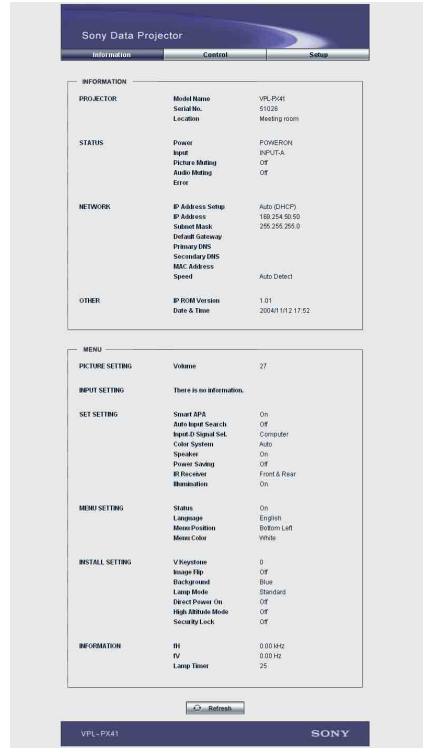 Sony Data Projector
Information Control Setup
INFORMATION
PROJECTOR Model Name VPL-PX41
Serial No. 51026
Location Meeting room
STATUS Power POWERON
Input INPUT-A
Picture Muting Off
Audio Muting Off
Error
NETWORK IP Address Setup Auto (DHCP)
IP Address 169.254.50.50
Subnet Mask 255.255.255.0
Default Gateway
Primary DNS
Secondary DNS
MAC Address
Speed Auto Detect
OTHER IP ROM Version 1.01
Date & Time 2004/11/12 17:52
MENU
PICTURE SETTING Volume 27
INPUT SETTING There is no information.
SET SETTING Smart APA On
Auto Input Search Off
Input-D Signal Sel. Computer
Color System Auto
Speaker On
Power Saving Off
IR Receiver Front & Rear
Illumination On
MENU SETTING Status On
Language English
Menu Position Bottom Left
Menu Color White
INSTALL SETTING V Keystone 0
Image Flip Off
Background Blue
Lamp Mode Standard
Direct Power On Off
High Altitude Mode Off
Security Lock Off
INFORMATION fH 0.00 kHz
fV 0.00 Hz
Lamp Timer 25
Refresh
VPL-PX41 SONY